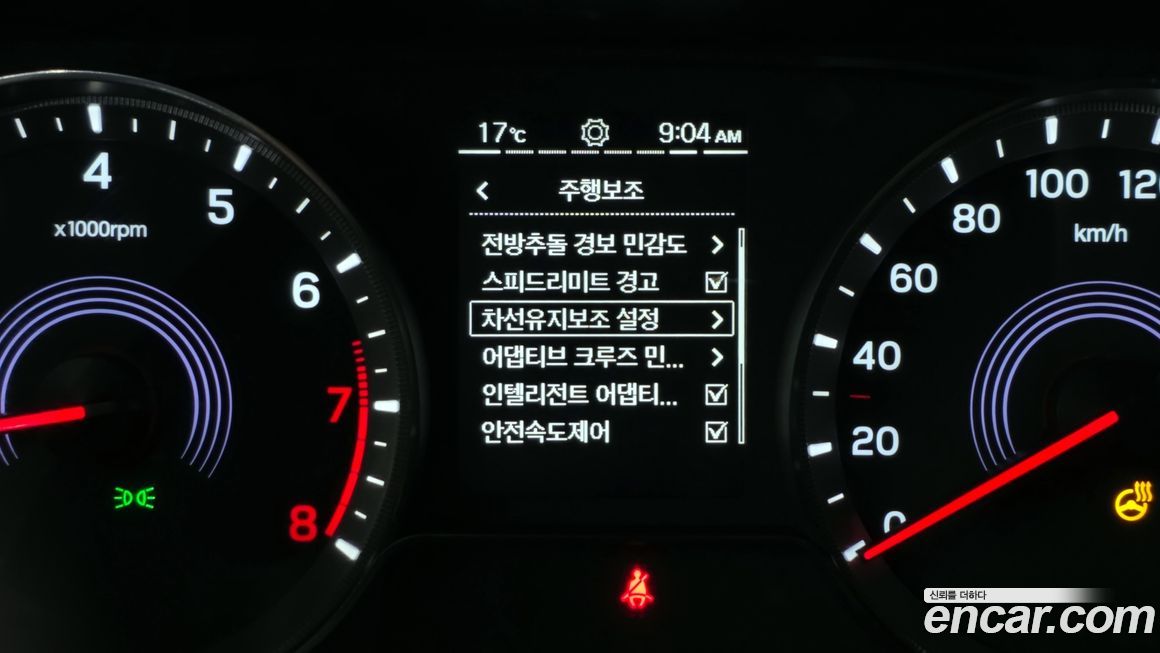 17℃
9:04 AM
주행보조
전방추돌 경보 민감도
스피드리미트 경고
차선유지보조 설정
어댑티브 크루즈 민...
인텔리전트 어댑티...
안전속도제어
4
5
6
7
8
x1000rpm
0
20
40
60
80
100
km/h
신뢰를 더하다
encar.com